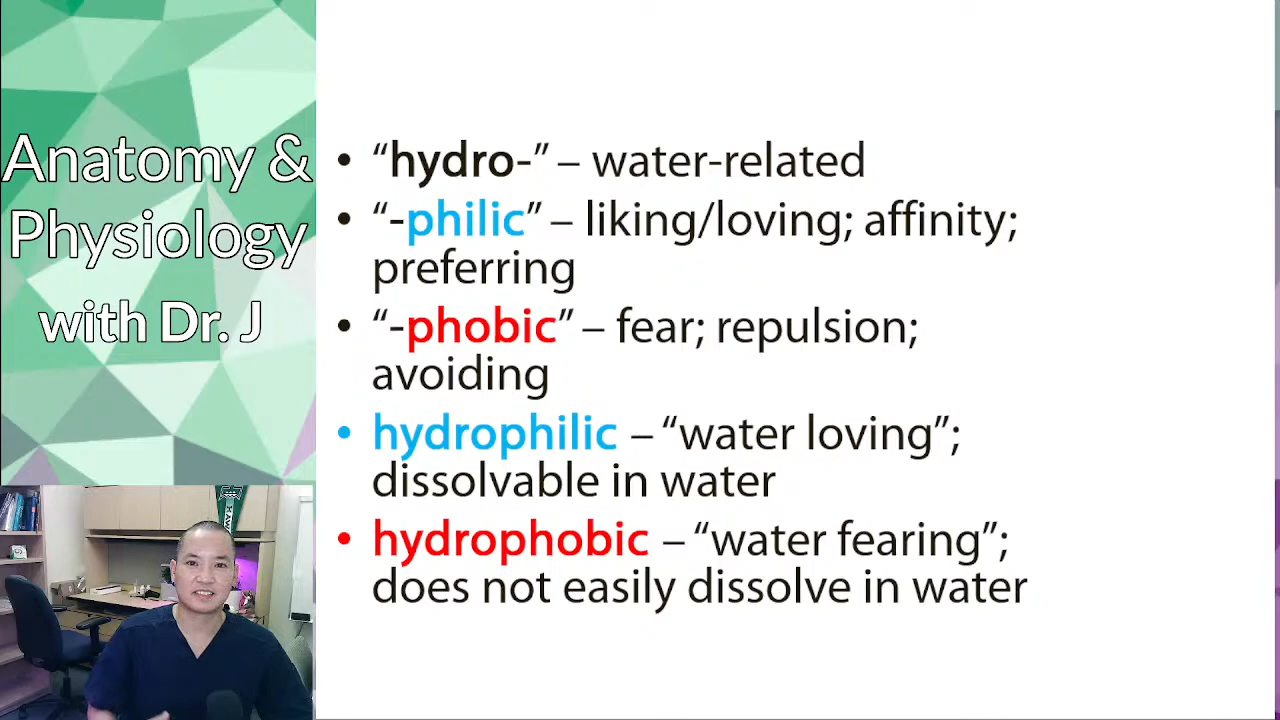 Anatomy &
Physiology
with Dr. J
• “hydro-” – water-related
• “-philic” – liking/loving; affinity;
preferring
• “-phobic” – fear; repulsion;
avoiding
• hydrophilic – “water loving”;
dissolvable in water
• hydrophobic – “water fearing”;
does not easily dissolve in water
HAW